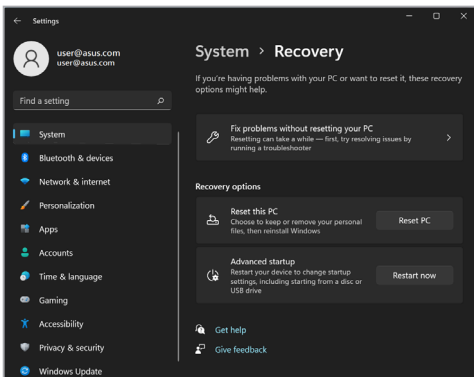 Settings
user@asus.com
user@asus.com
Find a setting
System
Bluetooth & devices
Network & internet
Personalization
Apps
Accounts
Time & language
Gaming
Accessibility
Privacy & security
Windows Update
System > Recovery
If you're having problems with your PC or want to reset it, these recovery
options might help.
Fix problems without resetting your PC
Resetting can take a while — first, try resolving issues by
running a troubleshooter
Recovery options
Reset this PC
Choose to keep or remove your personal
files, then reinstall Windows
Reset PC
Advanced startup
Restart your device to change startup
settings, including starting from a disc or
USB drive
Restart now
Get help
Give feedback